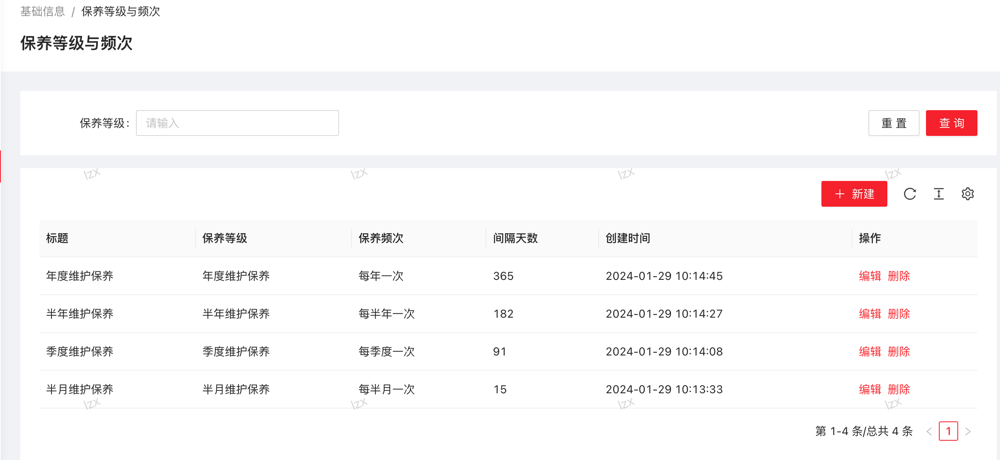 基础信息 / 保养等级与频次
保养等级与频次
保养等级: 请输入 重 置 查 询
lzx lzx lzx lzx
新建
标题 保养等级 保养频次 间隔天数 创建时间 操作
年度维护保养 年度维护保养 每年一次 365 2024-01-29 10:14:45 编辑 删除
半年维护保养 半年维护保养 每半年一次 182 2024-01-29 10:14:27 编辑 删除
季度维护保养 季度维护保养 每季度一次 91 2024-01-29 10:14:08 编辑 删除
半月维护保养 半月维护保养 每半月一次 15 2024-01-29 10:13:33 编辑 删除
lzx lzx lzx lzx
第 1-4 条/总共 4 条 < 1 >